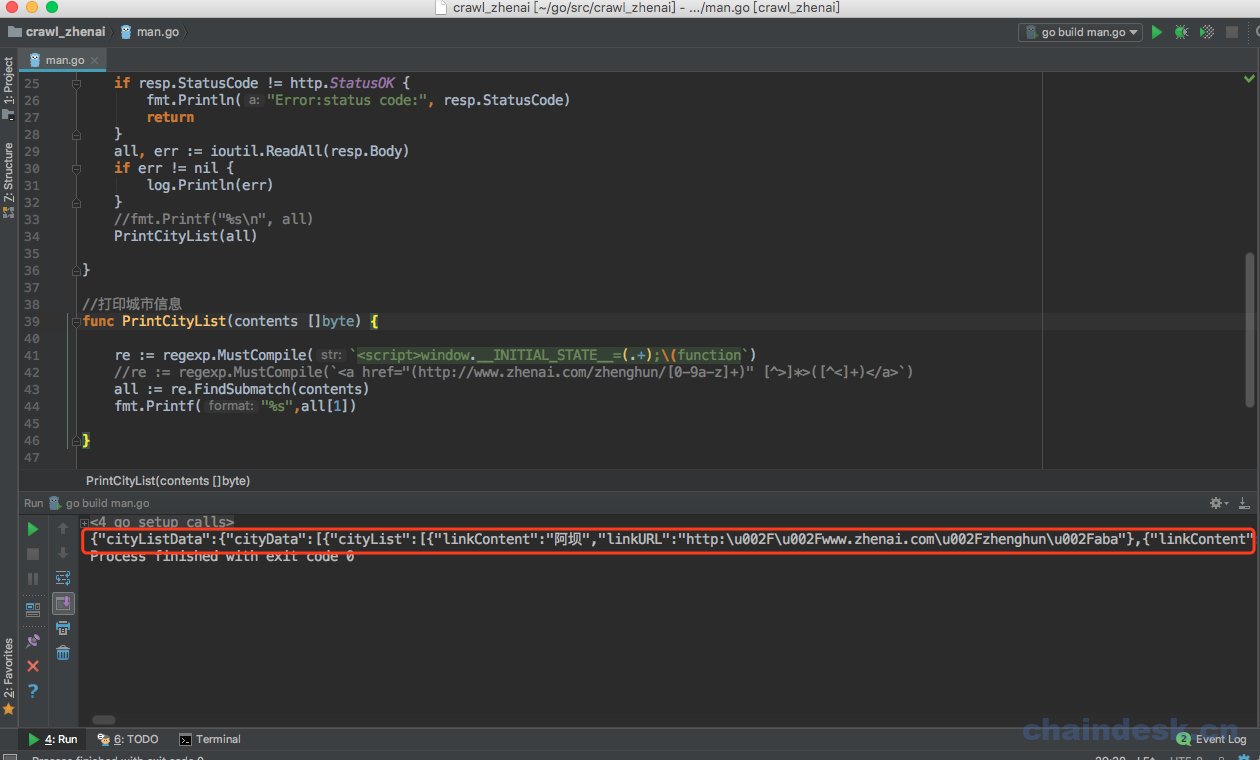 crawl_zhenai [~/go/src/crawl_zhenai] - .../man.go [crawl_zhenai]
crawl_zhenai man.go go build man.go
man.go
1: Project
7: Structure
2: Favorites
25 if resp.StatusCode != http.StatusOK {
26 fmt.Println( a: "Error:status code:", resp.StatusCode)
27 return
28 }
29 all, err := ioutil.ReadAll(resp.Body)
30 if err != nil {
31 log.Println(err)
32 }
33 //fmt.Printf("%s\n", all)
34 PrintCityList(all)
35
36 }
37
38 //打印城市信息
39 func PrintCityList(contents []byte) {
40
41 re := regexp.MustCompile( str: `<script>window.__INITIAL_STATE__=(.+);\(function`)
42 //re := regexp.MustCompile(`<a href="(http://www.zhenai.com/zhenghun/[0-9a-z]+)" [^>]*>([^<]+)</a>`)
43 all := re.FindSubmatch(contents)
44 fmt.Printf( format: "%s",all[1])
45
46 }
47
PrintCityList(contents []byte)
Run go build man.go
<4 go setup calls>
{"cityListData":{"cityData":[{"cityList":[{"linkContent":"阿坝","linkURL":"http:\u002F\u002Fwww.zhenai.com\u002Fzhenghun\u002Faba"},{"linkContent"
Process finished with exit code 0
chaindesk.cn
4: Run 6: TODO Terminal 2 Event Log
Process finished with exit code 0